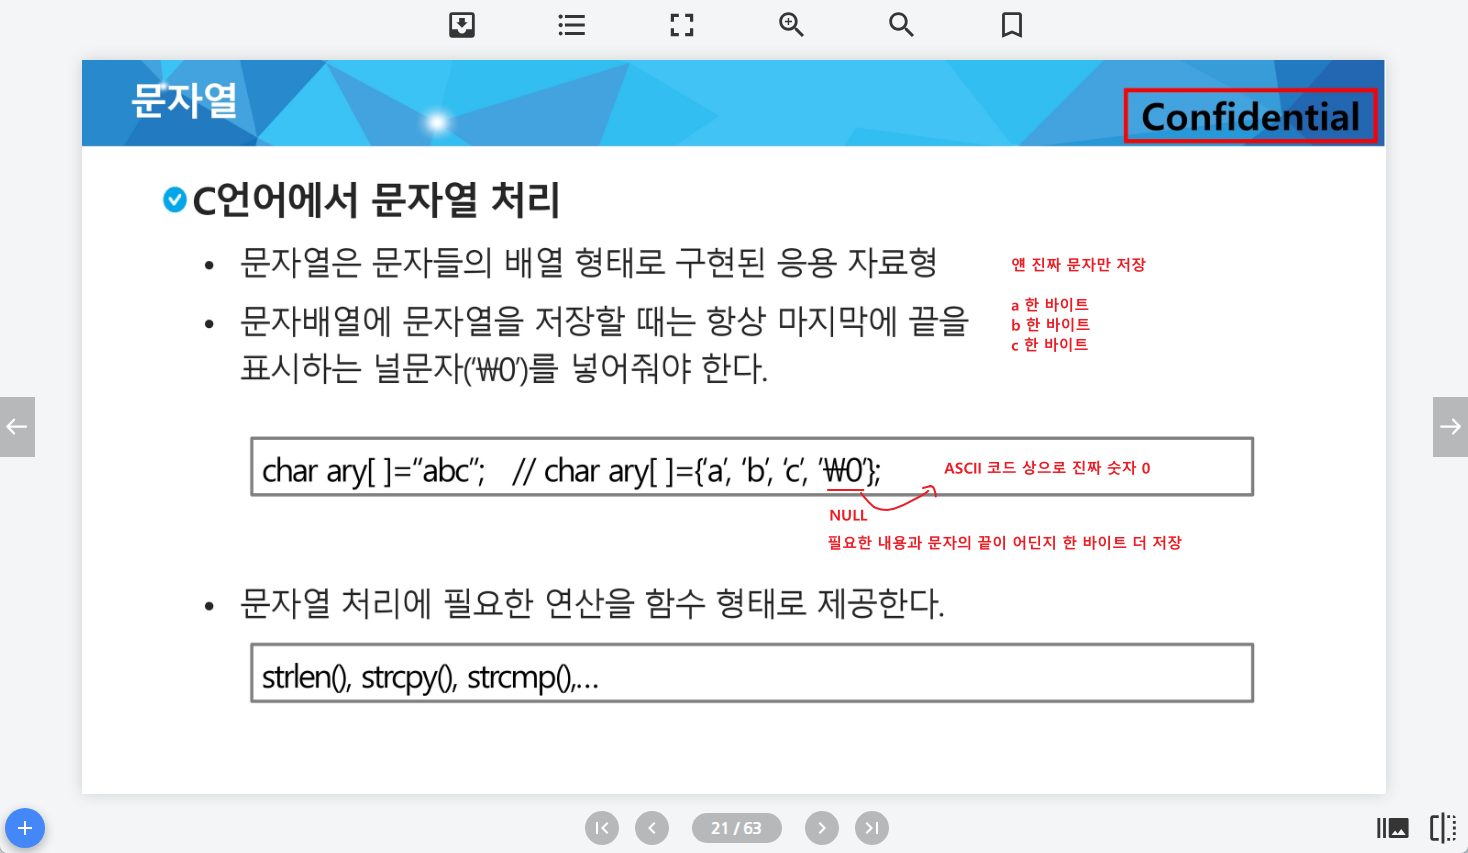 문자열
Confidential
C언어에서 문자열 처리
• 문자열은 문자들의 배열 형태로 구현된 응용 자료형
얜 진짜 문자만 저장
• 문자배열에 문자열을 저장할 때는 항상 마지막에 끝을
표시하는 널문자(‘₩0’)를 넣어줘야 한다.
a 한 바이트
b 한 바이트
c 한 바이트
char ary[ ]=“abc”; // char ary[ ]={‘a’, ‘b’, ‘c’, ‘₩0’};
ASCII 코드 상으로 진짜 숫자 0
NULL
필요한 내용과 문자의 끝이 어딘지 한 바이트 더 저장
• 문자열 처리에 필요한 연산을 함수 형태로 제공한다.
strlen(), strcpy(), strcmp(),…
21 / 63